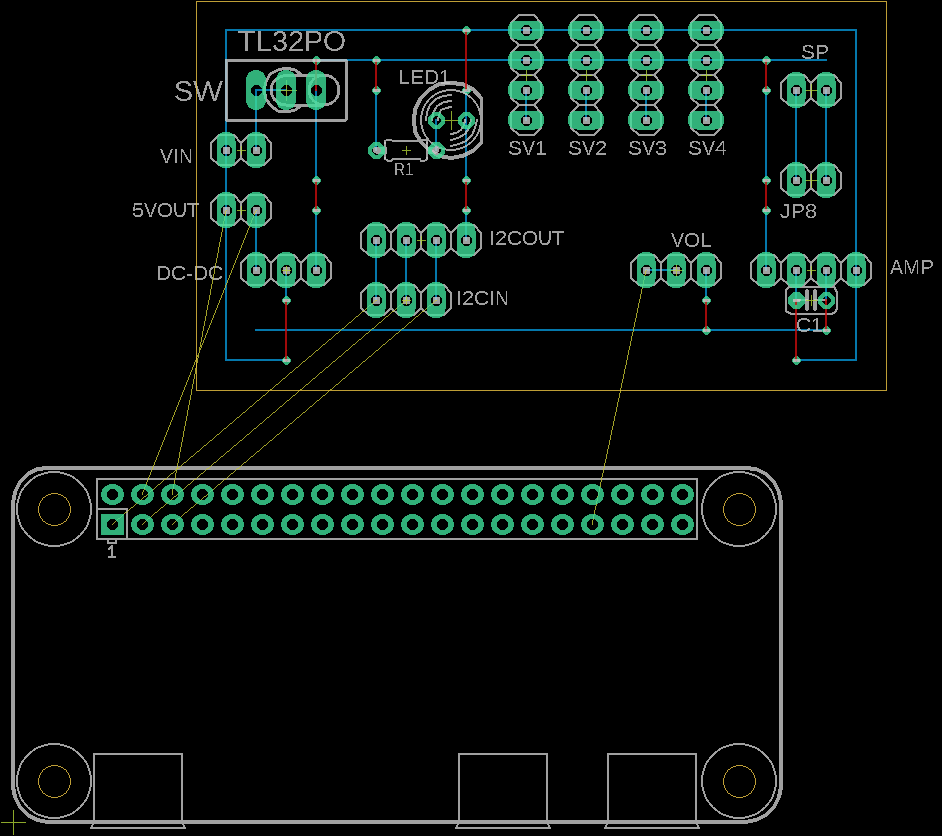 TL32PO
SP
LED1
SW
SV1 SV2 SV3 SV4
VIN
R1
5VOUT
JP8
I2COUT
VOL
DC-DC
AMP
I2CIN
C1
1